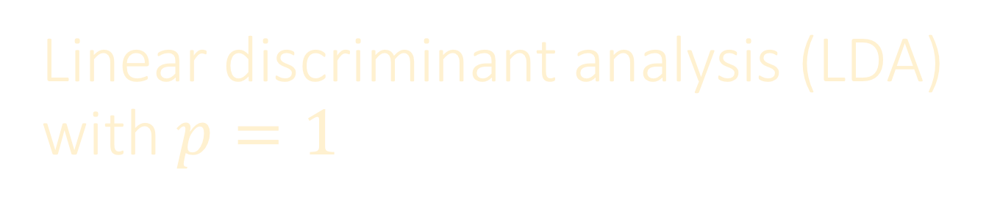 Linear discriminant analysis (LDA)
with p = 1